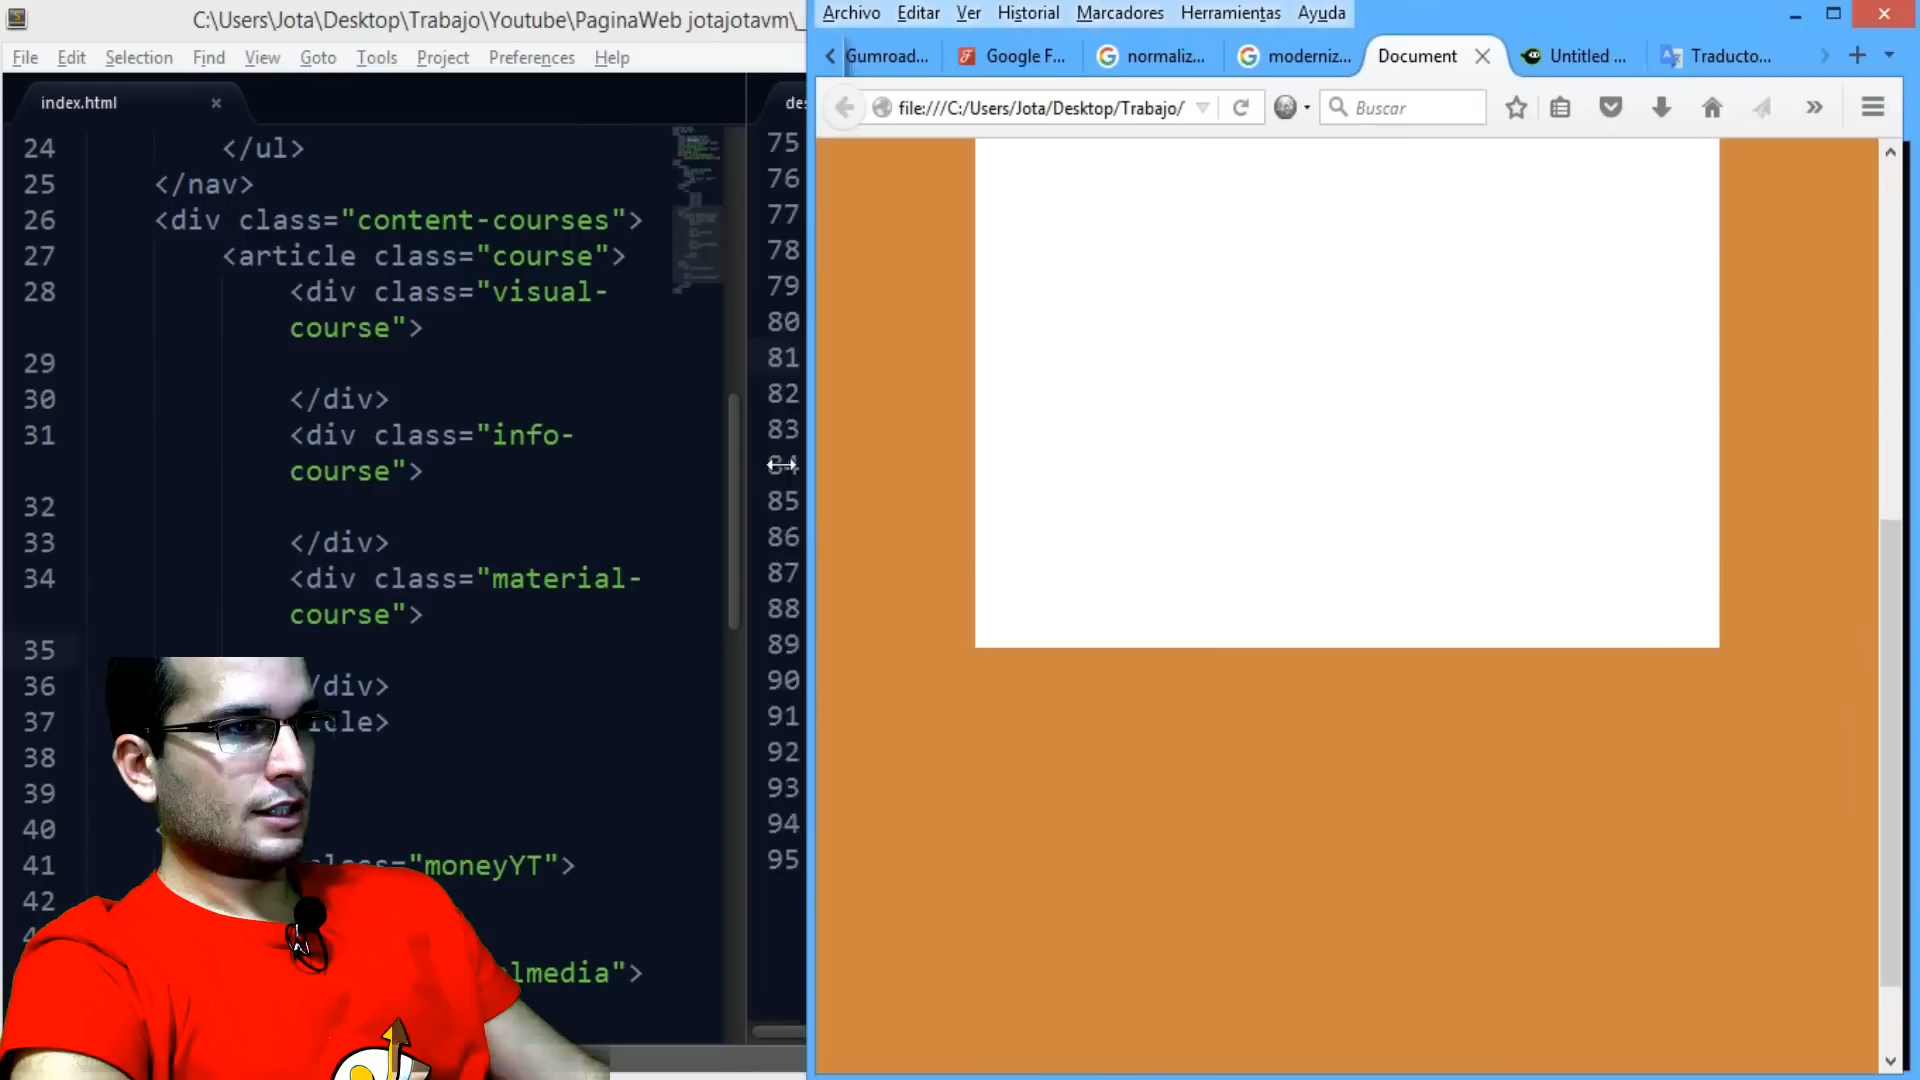 C:\Users\Jota\Desktop\Trabajo\Youtube\PaginaWeb jotajotavm\_
File Edit Selection Find View Goto Tools Project Preferences Help
index.html ×
24 </ul>
25 </nav>
26 <div class="content-courses">
27 <article class="course">
28 <div class="visual-
course">
29
30 </div>
31 <div class="info-
course">
32
33 </div>
34 <div class="material-
course">
35
36 /div>
37 icle>
38
39
40 <
41 class="moneyYT">
42
lmedia">
75
76
77
78
79
80
81
82
83
84
85
86
87
88
89
90
91
92
93
94
95
Archivo Editar Ver Historial Marcadores Herramientas Ayuda
Gumroad... Google F... normaliz... moderniz... Document Untitled ... Traducto...
file:///C:/Users/Jota/Desktop/Trabajo/ Buscar